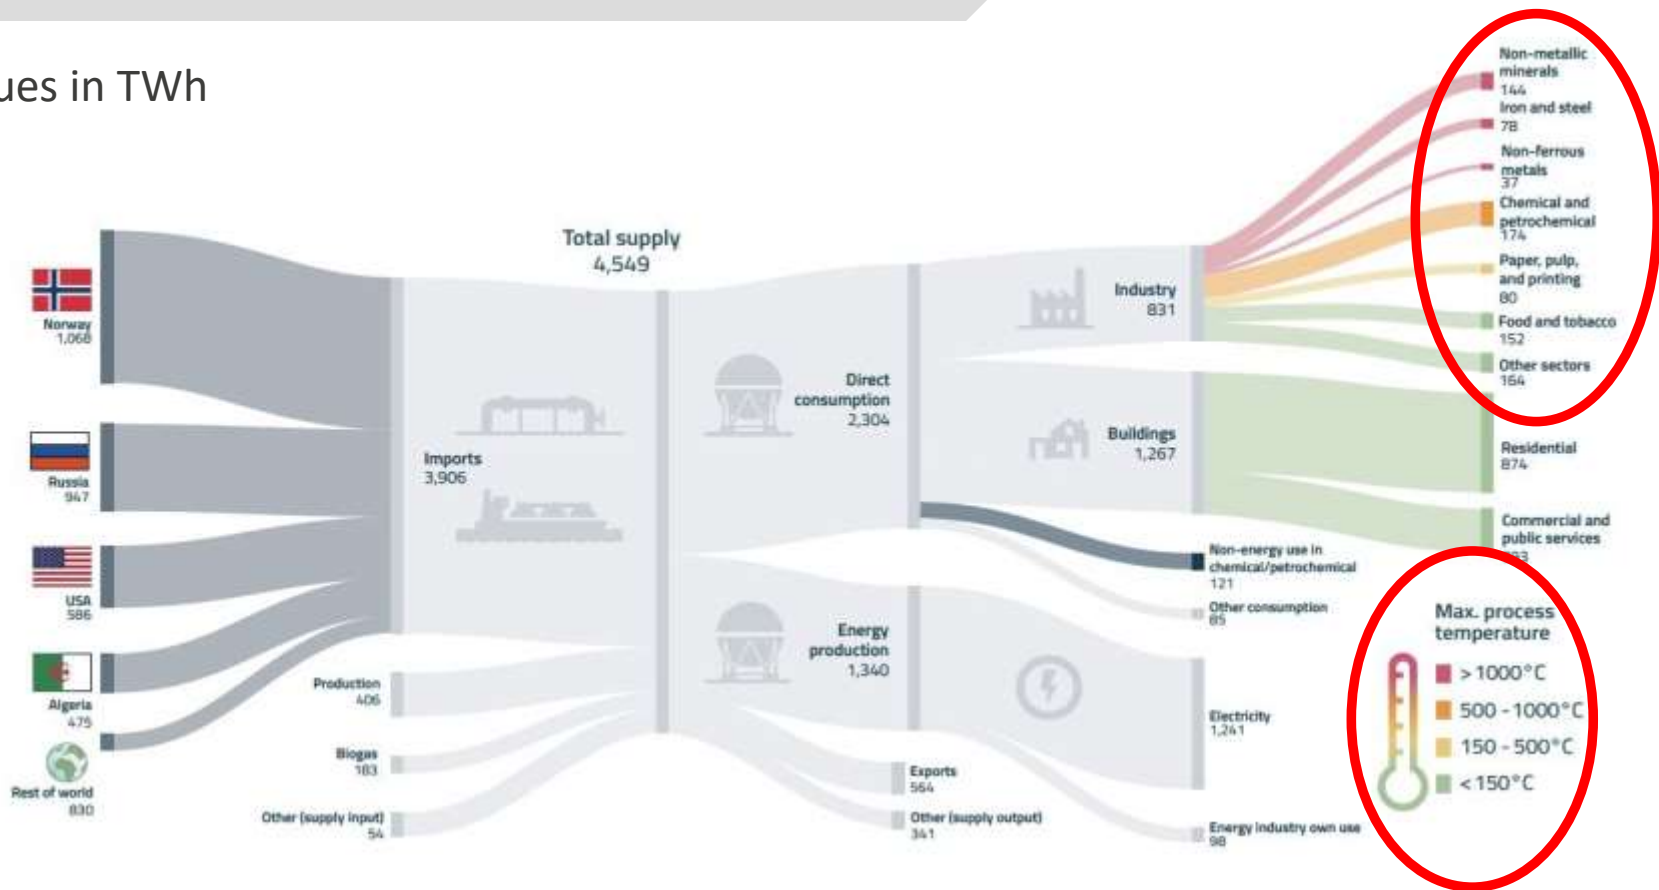 ues in TWh
Non-metallic
minerals
144
Iron and steel
78
Non-ferrous
metals
37
Chemical and
petrochemical
174
Paper, pulp,
and printing
80
Food and tobacco
152
Other sectors
164
Total supply
4,549
Norway
1,068
Russia
947
USA
586
Algeria
475
Rest of world
830
Imports
3,906
Production
406
Biogas
183
Other (supply input)
54
Direct
consumption
2,304
Energy
production
1,340
Industry
831
Buildings
1,267
Residential
874
Commercial and
public services
Non-energy use in
chemical/petrochemical
121
Other consumption
85
Electricity
1,241
Exports
564
Other (supply output)
341
Energy industry own use
98
Max. process
temperature
>1000°C
500 - 1000°C
150 - 500°C
<150°C